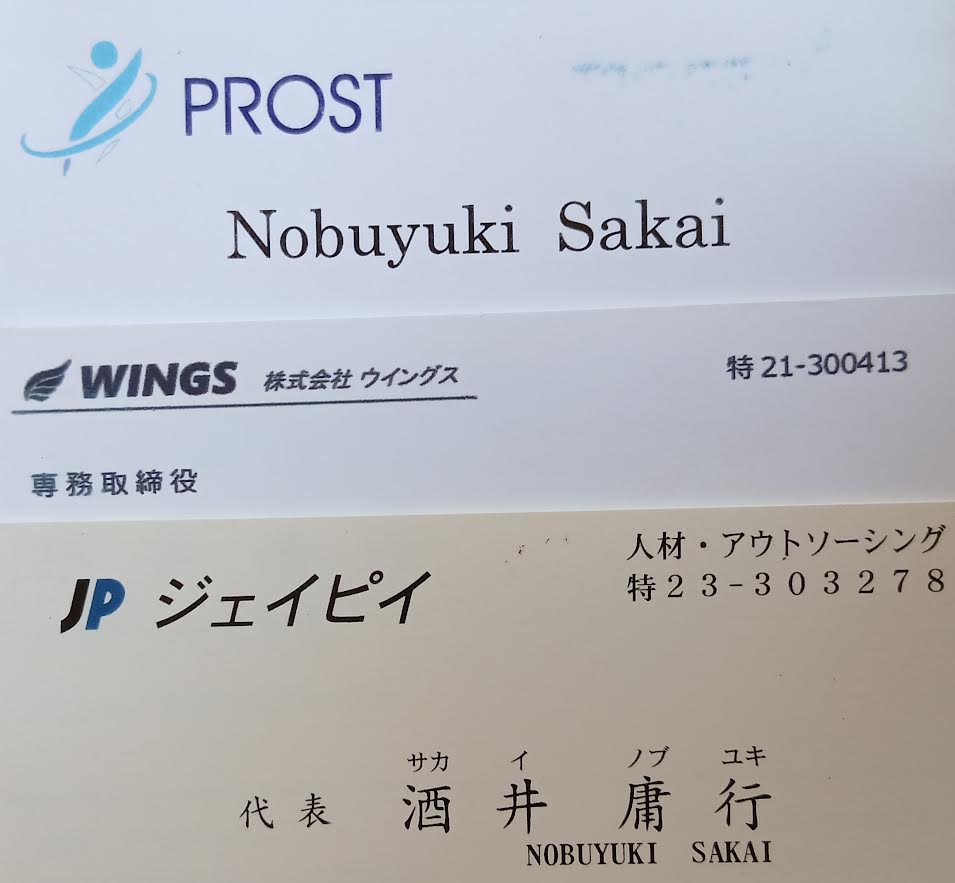 PROST
Nobuyuki Sakai
WINGS 株式会社 ウイングス
特21-300413
専務取締役
人材・アウトソーシング
JP ジェイピイ
特23-303278
サカ イ ノブ ユキ
代表 酒井 庸行
NOBUYUKI SAKAI